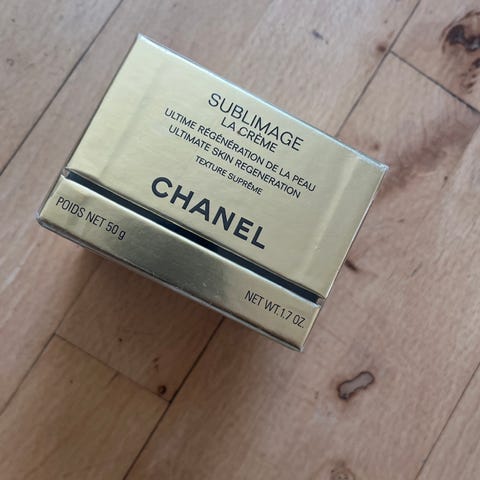 SUBLIMAGE
LA CRÈME
ULTIME RÉGÉNÉRATION DE LA PEAU
ULTIMATE SKIN REGENERATION
TEXTURE SUPRÊME
CHANEL
POIDS NET 50 g
NET WT. 1.7 OZ.